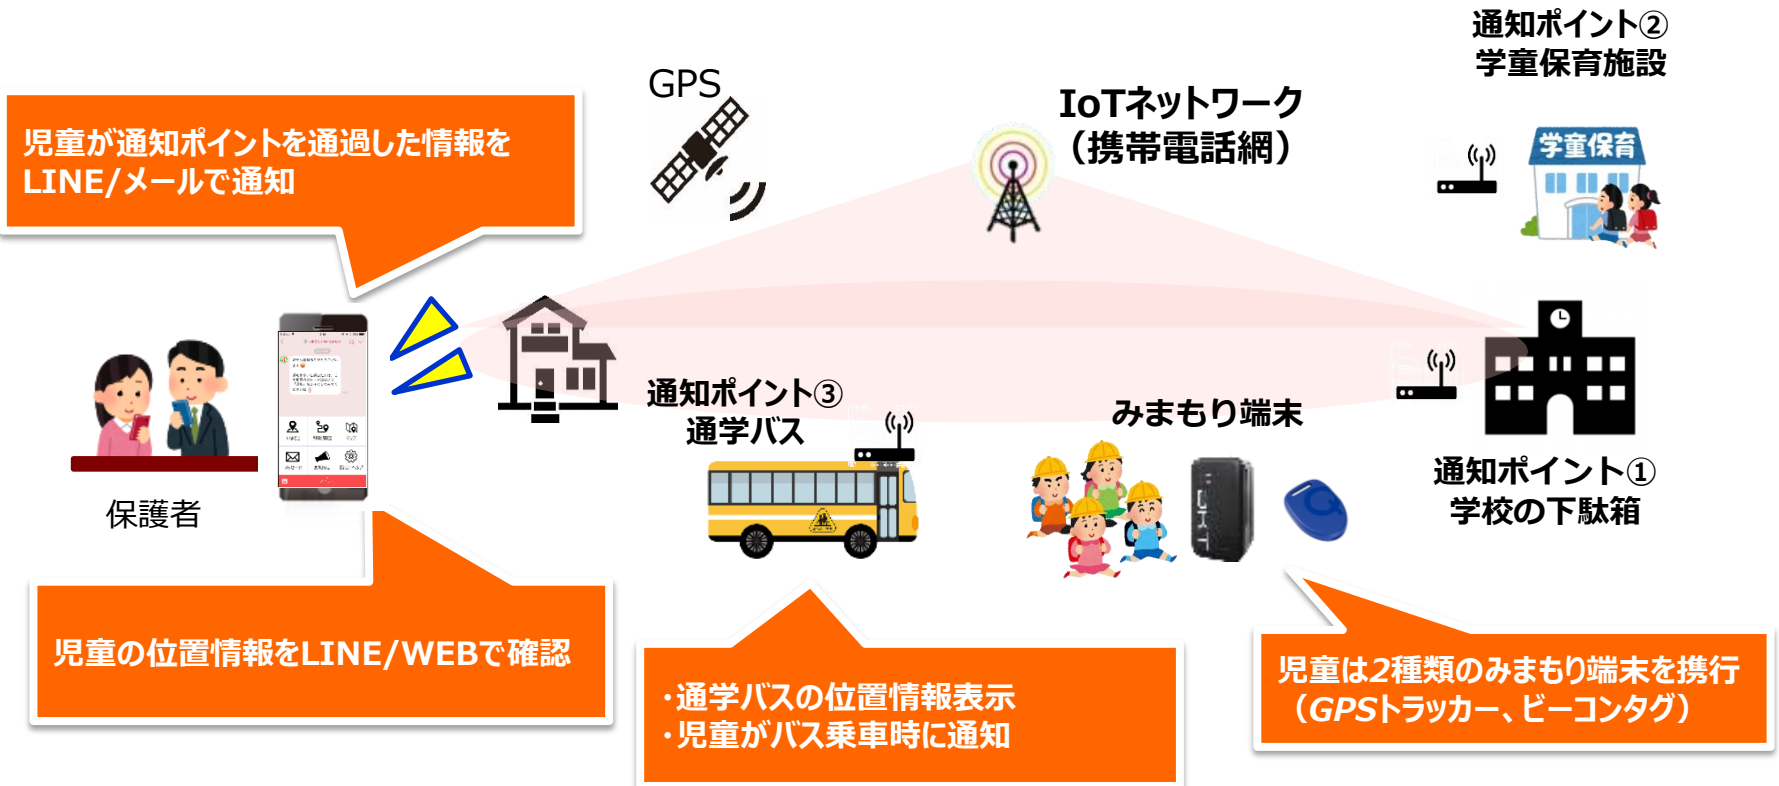 通知ポイント②
学童保育施設
GPS
IoTネットワーク
（携帯電話網）
児童が通知ポイントを通過した情報を
LINE/メールで通知
学童保育
通知ポイント③
通学バス
みまもり端末
通知ポイント①
学校の下駄箱
保護者
児童の位置情報をLINE/WEBで確認
・通学バスの位置情報表示
・児童がバス乗車時に通知
児童は2種類のみまもり端末を携行
（GPSトラッカー、ビーコンタグ）